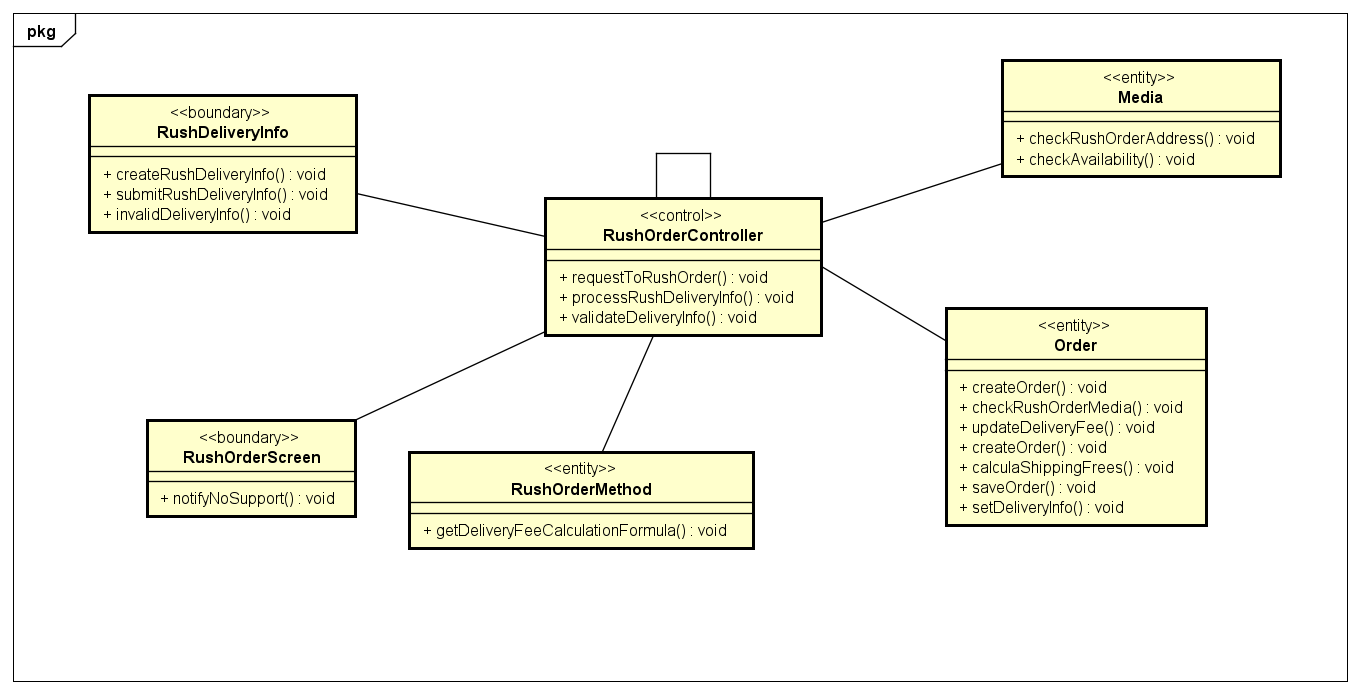 pkg
<<boundary>>
RushDeliveryInfo
+ createRushDeliveryInfo() : void
+ submitRushDeliveryInfo() : void
+ invalidDeliveryInfo() : void
<<entity>>
Media
+ checkRushOrderAddress() : void
+ checkAvailability() : void
<<control>>
RushOrderController
+ requestToRushOrder() : void
+ processRushDeliveryInfo() : void
+ validateDeliveryInfo() : void
<<entity>>
Order
+ createOrder() : void
+ checkRushOrderMedia() : void
+ updateDeliveryFee() : void
+ createOrder() : void
+ calculaShippingFrees() : void
+ saveOrder() : void
+ setDeliveryInfo() : void
<<boundary>>
RushOrderScreen
+ notifyNoSupport() : void
<<entity>>
RushOrderMethod
+ getDeliveryFeeCalculationFormula() : void